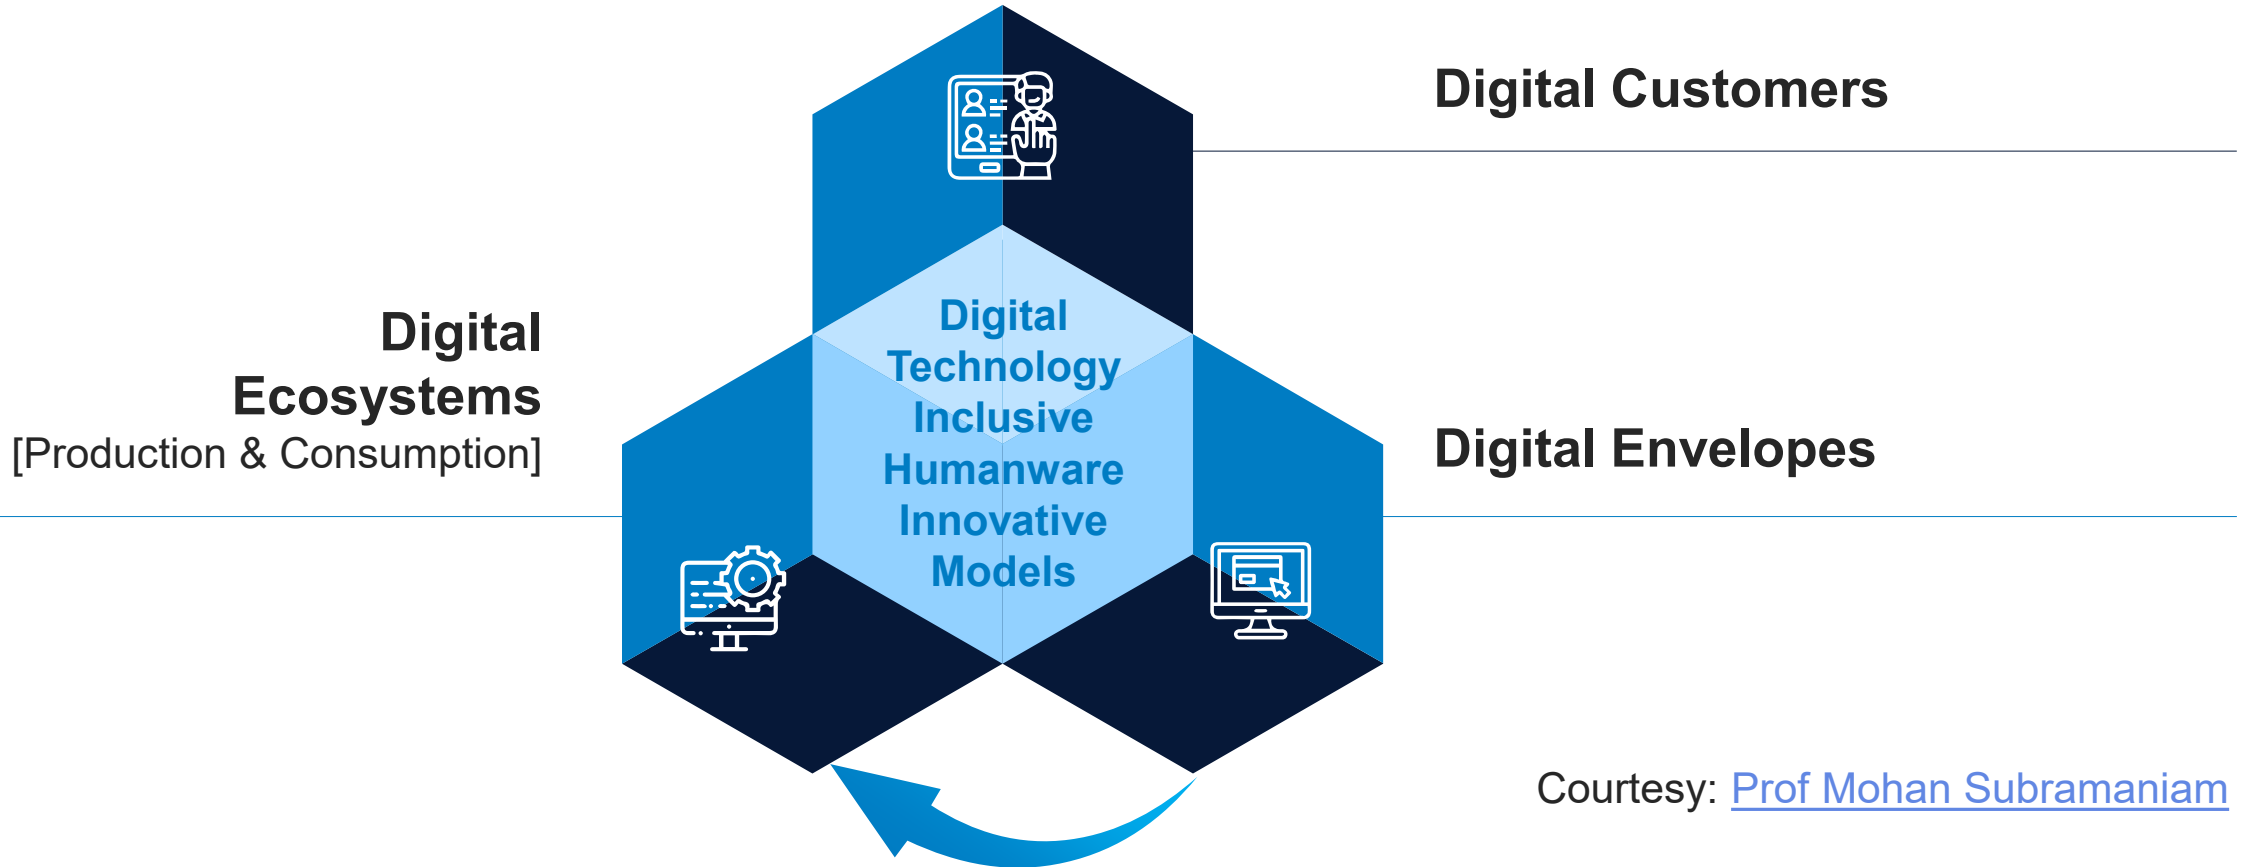 Digital Customers
Digital
Ecosystems
[Production & Consumption]
Digital
Technology
Inclusive
Humanware
Innovative
Models
Digital Envelopes
Courtesy: Prof Mohan Subramaniam